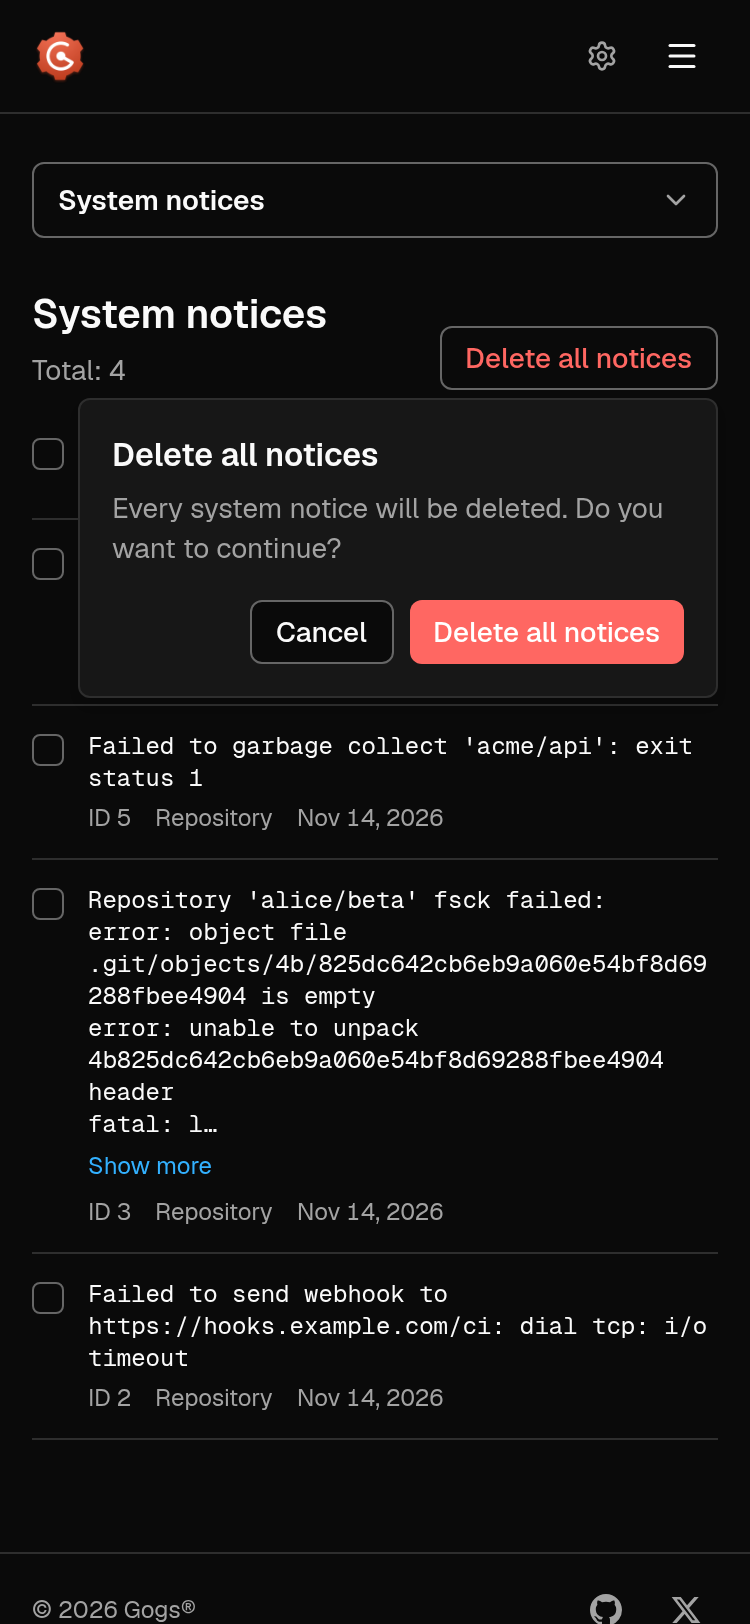 System notices
System notices
Total: 4
Delete all notices
Delete all notices
Every system notice will be deleted. Do you
want to continue?
Cancel
Delete all notices
Failed to garbage collect 'acme/api': exit
status 1
ID 5 Repository Nov 14, 2026
Repository 'alice/beta' fsck failed:
error: object file
.git/objects/4b/825dc642cb6eb9a060e54bf8d69
288fbee4904 is empty
error: unable to unpack
4b825dc642cb6eb9a060e54bf8d69288fbee4904
header
fatal: l…
Show more
ID 3 Repository Nov 14, 2026
Failed to send webhook to
https://hooks.example.com/ci: dial tcp: i/o
timeout
ID 2 Repository Nov 14, 2026
© 2026 Gogs®